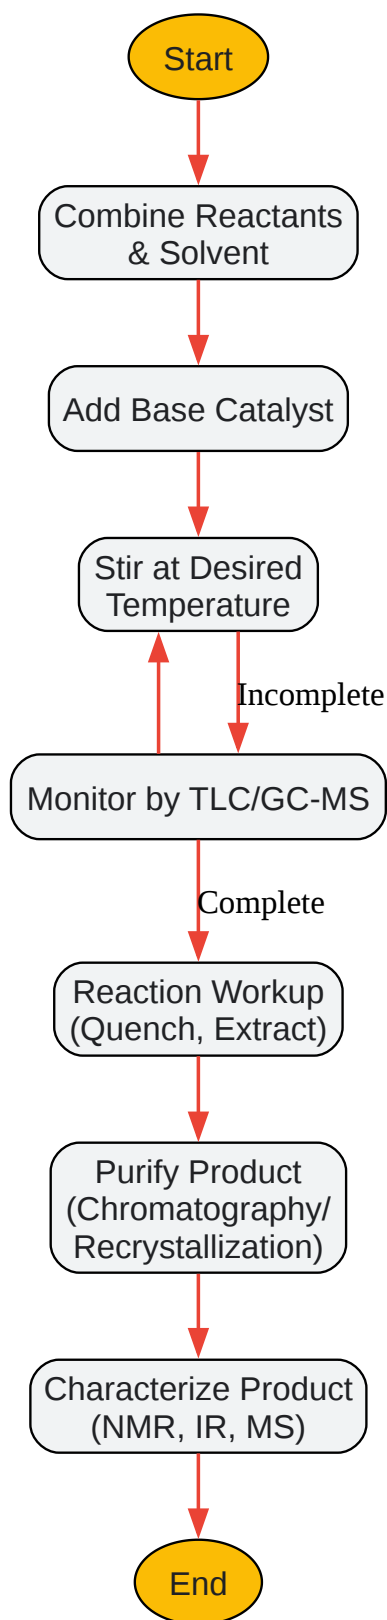 Start
Combine Reactants
& Solvent
Add Base Catalyst
Stir at Desired
Temperature
Incomplete
Monitor by TLC/GC-MS
Complete
Reaction Workup
(Quench, Extract)
Purify Product
(Chromatography/
Recrystallization)
Characterize Product
(NMR, IR, MS)
End